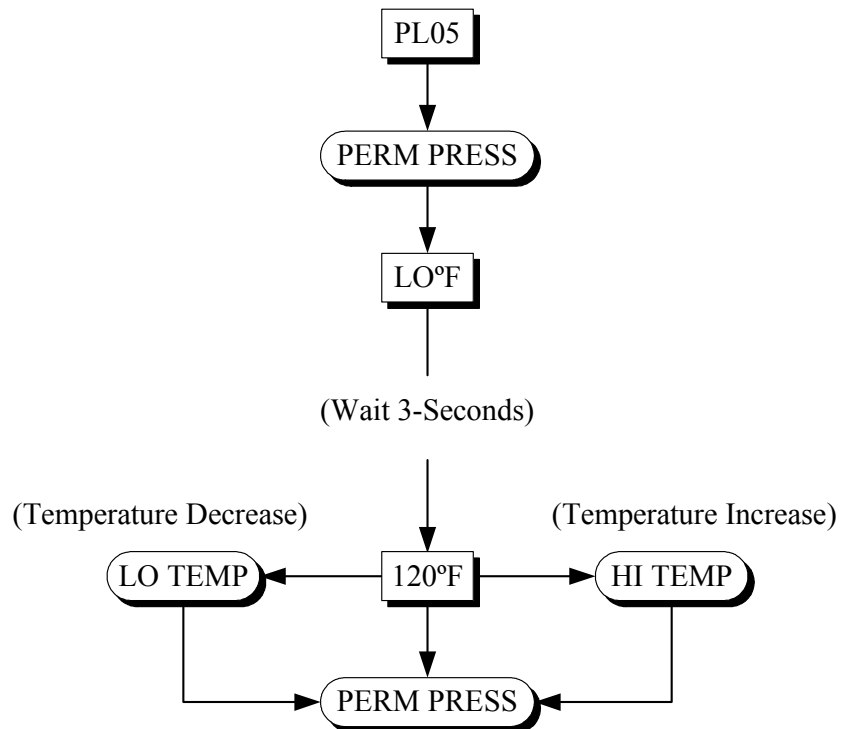 PL05
PERM PRESS
LOºF
(Wait 3-Seconds)
(Temperature Decrease)
(Temperature Increase)
LO TEMP
120ºF
HI TEMP
PERM PRESS